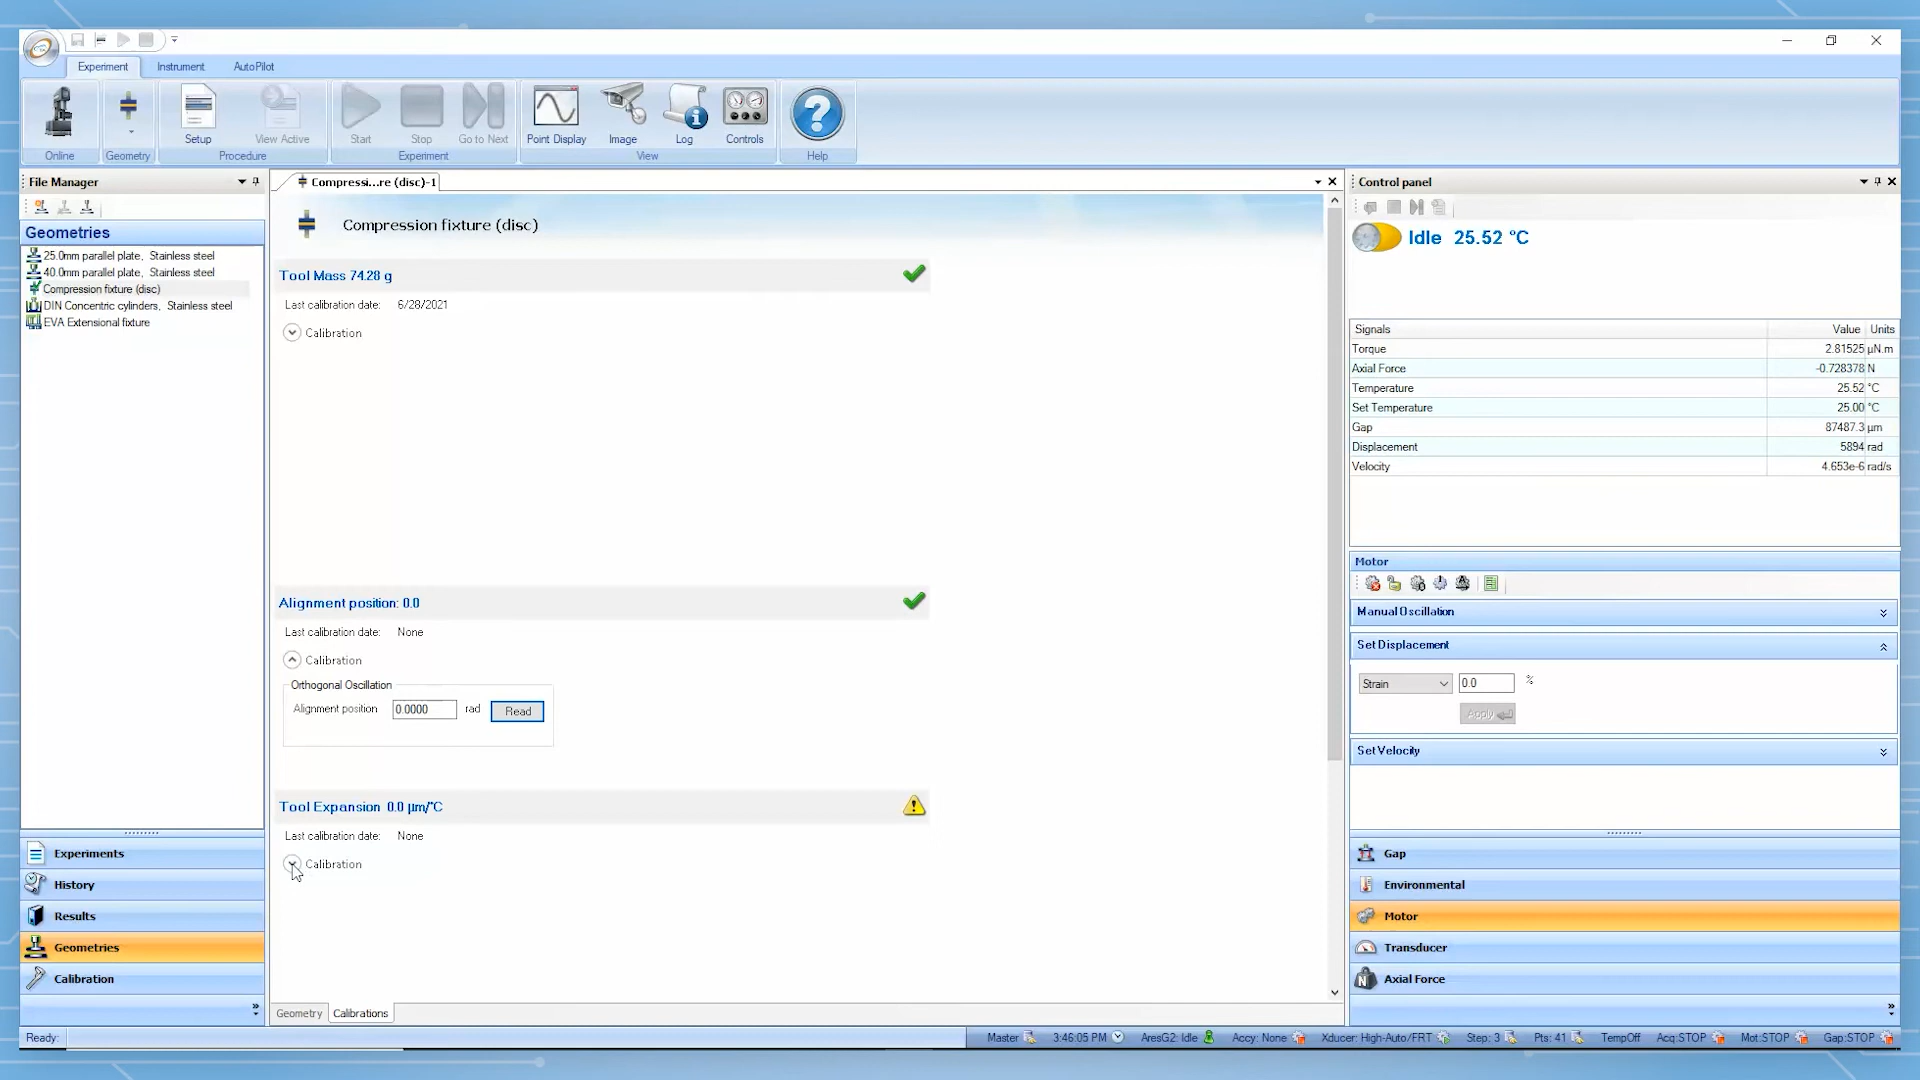 Experiment Instrument AutoPilot
Setup View Active Start Stop Go to Next Point Display Image Log Controls
Online Geometry Procedure Experiment View Help
File Manager
Geometries
25.0mm parallel plate, Stainless steel
40.0mm parallel plate, Stainless steel
Compression fixture (disc)
DIN Concentric cylinders, Stainless steel
EVA Extensional fixture
Experiments
History
Results
Geometries
Calibration
Compressi...re (disc)-1
Compression fixture (disc)
Tool Mass 74.28 g
Last calibration date: 6/28/2021
Calibration
Alignment position: 0.0
Last calibration date: None
Calibration
Orthogonal Oscillation
Alignment position 0.0000 rad Read
Tool Expansion 0.0 µm/°C
Last calibration date: None
Calibration
Geometry Calibrations
Control panel
Idle 25.52 °C
Signals Value Units
Torque 2.81525 µN.m
Axial Force -0.728378 N
Temperature 25.52 °C
Set Temperature 25.00 °C
Gap 87487.3 µm
Displacement 5894 rad
Velocity 4.653e-6 rad/s
Motor
Manual Oscillation
Set Displacement
Strain 0.0 %
Apply
Set Velocity
Gap
Environmental
Motor
Transducer
Axial Force
Ready: Master 3:46:05 PM AresG2: Idle Accy: None Xducer: High-Auto/FRT Step: 3 Pts: 41 TempOff Acq:STOP Mot:STOP Gap:STOP